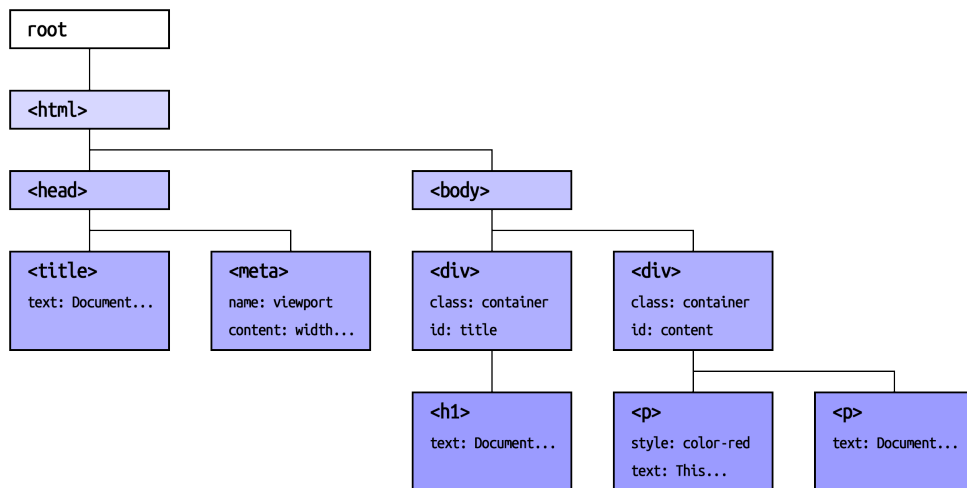 root
<html>
<head>
<body>
<title>
text: Document...
<meta>
name: viewport
content: width...
<div>
class: container
id: title
<div>
class: container
id: content
<h1>
text: Document...
<p>
style: color-red
text: This...
<p>
text: Document...